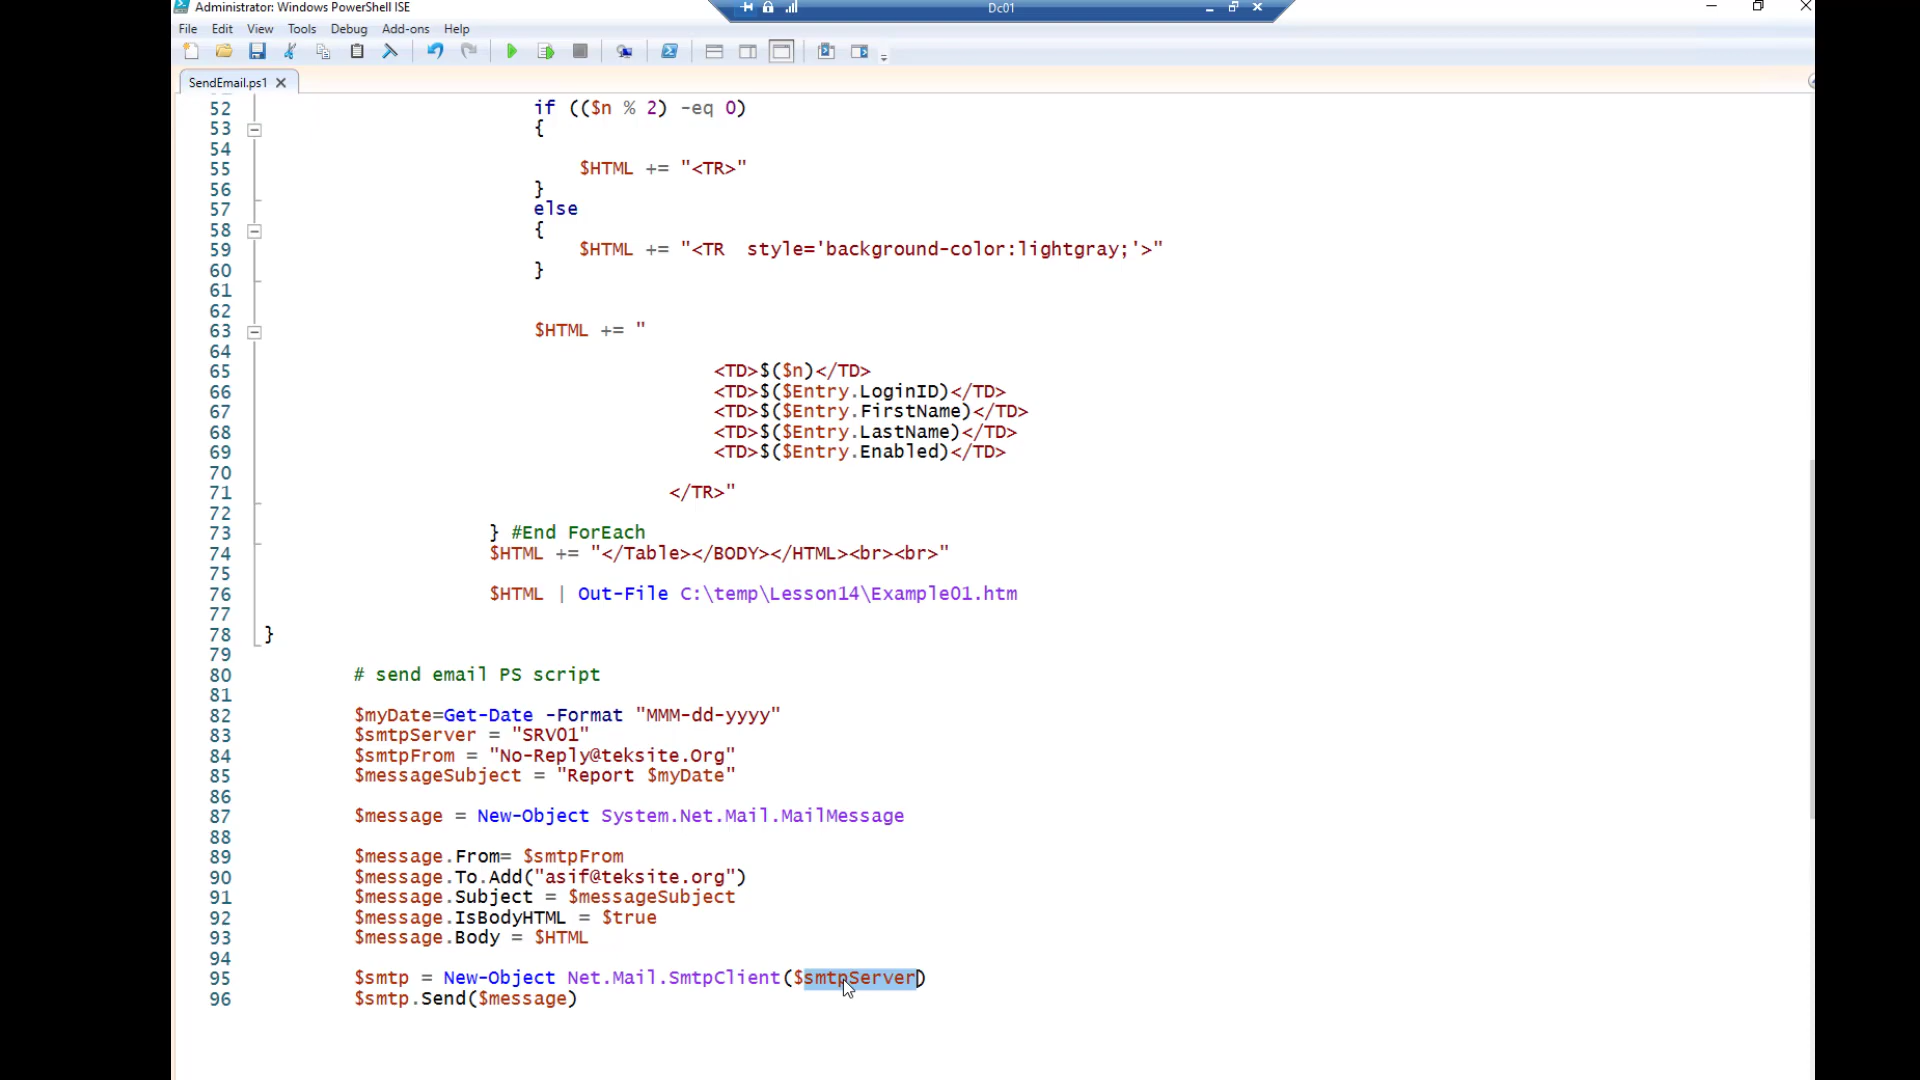 Administrator: Windows PowerShell ISE
Dc01
File Edit View Tools Debug Add-ons Help
SendEmail.ps1
52 if (($n % 2) -eq 0)
53 {
54
55 $HTML += "<TR>"
56 }
57 else
58 {
59 $HTML += "<TR  style='background-color:lightgray;'>"
60 }
61
62
63 $HTML += "
64
65 <TD>$($n)</TD>
66 <TD>$($Entry.LoginID)</TD>
67 <TD>$($Entry.FirstName)</TD>
68 <TD>$($Entry.LastName)</TD>
69 <TD>$($Entry.Enabled)</TD>
70
71 </TR>"
72
73 } #End ForEach
74 $HTML += "</Table></BODY></HTML><br><br>"
75
76 $HTML | Out-File C:\temp\Lesson14\Example01.htm
77
78 }
79
80 # send email PS script
81
82 $myDate=Get-Date -Format "MMM-dd-yyyy"
83 $smtpServer = "SRV01"
84 $smtpFrom = "No-Reply@teksite.Org"
85 $messageSubject = "Report $myDate"
86
87 $message = New-Object System.Net.Mail.MailMessage
88
89 $message.From= $smtpFrom
90 $message.To.Add("asif@teksite.org")
91 $message.Subject = $messageSubject
92 $message.IsBodyHTML = $true
93 $message.Body = $HTML
94
95 $smtp = New-Object Net.Mail.SmtpClient($smtpServer)
96 $smtp.Send($message)